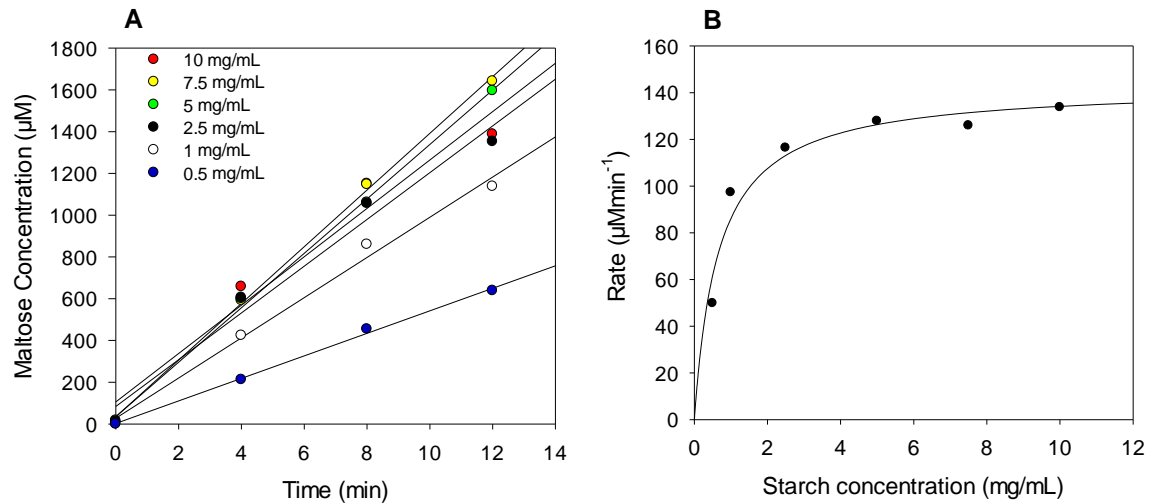 A
1800
1600
1400
1200
1000
800
600
400
200
0
Maltose Concentration (µM)
10 mg/mL
7.5 mg/mL
5 mg/mL
2.5 mg/mL
1 mg/mL
0.5 mg/mL
0 2 4 6 8 10 12 14
Time (min)
B
160
140
120
100
80
60
40
20
0
Rate (µMmin-1)
0 2 4 6 8 10 12
Starch concentration (mg/mL)